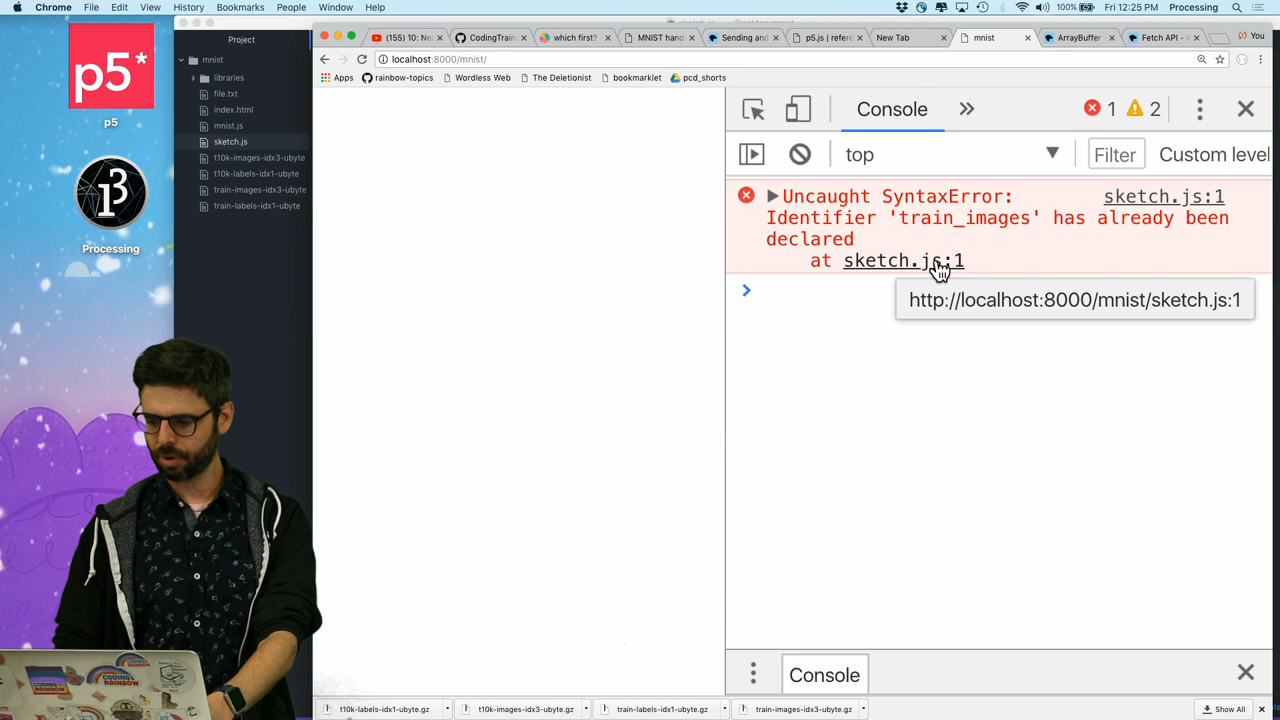 Chrome File Edit View History Bookmarks People Window Help
100% Fri 12:25 PM Processing
p5*
p5
Processing
Project
mnist
libraries
file.txt
index.html
mnist.js
sketch.js
t10k-images-idx3-ubyte
t10k-labels-idx1-ubyte
train-images-idx3-ubyte
train-labels-idx1-ubyte
(155) 10: Ne
CodingTrain
which first?
MNIST hand
Sending and
p5.js | refere
New Tab
mnist
ArrayBuffer
Fetch API -
You
localhost:8000/mnist/
Apps rainbow-topics Wordless Web The Deletionist bookmarklet pcd_shorts
Console 1 2
top Filter Custom level
Uncaught SyntaxError: sketch.js:1
Identifier 'train_images' has already been
declared
at sketch.js:1
http://localhost:8000/mnist/sketch.js:1
Console
t10k-labels-idx1-ubyte.gz t10k-images-idx3-ubyte.gz train-labels-idx1-ubyte.gz train-images-idx3-ubyte.gz Show All
CODING
RAINBOW